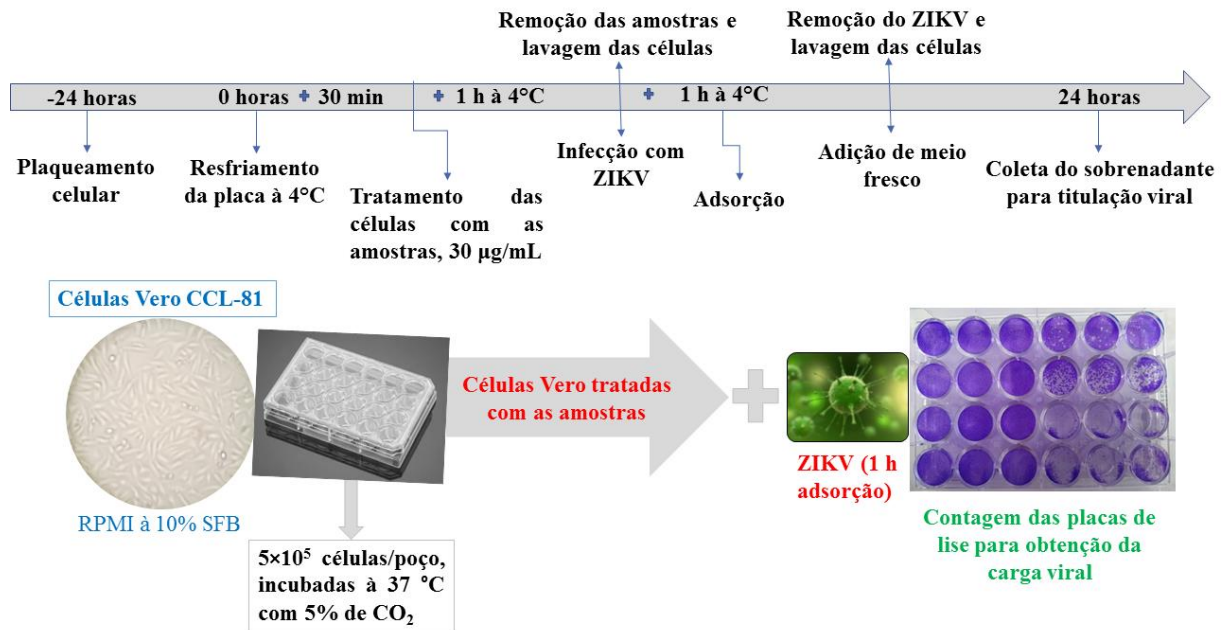 Remoção das amostras e
lavagem das células
Remoção do ZIKV e
lavagem das células
-24 horas 0 horas + 30 min + 1 h à 4°C + 1 h à 4°C 24 horas
Plaqueamento
celular
Resfriamento
da placa à 4°C
Tratamento das
células com as
amostras, 30 µg/mL
Infecção com
ZIKV
Adsorção
Adição de meio
fresco
Coleta do sobrenadante
para titulação viral
Células Vero CCL-81
RPMI à 10% SFB
5×10⁵ células/poço,
incubadas à 37 °C
com 5% de CO₂
Células Vero tratadas
com as amostras
ZIKV (1 h
adsorção)
Contagem das placas de
lise para obtenção da
carga viral